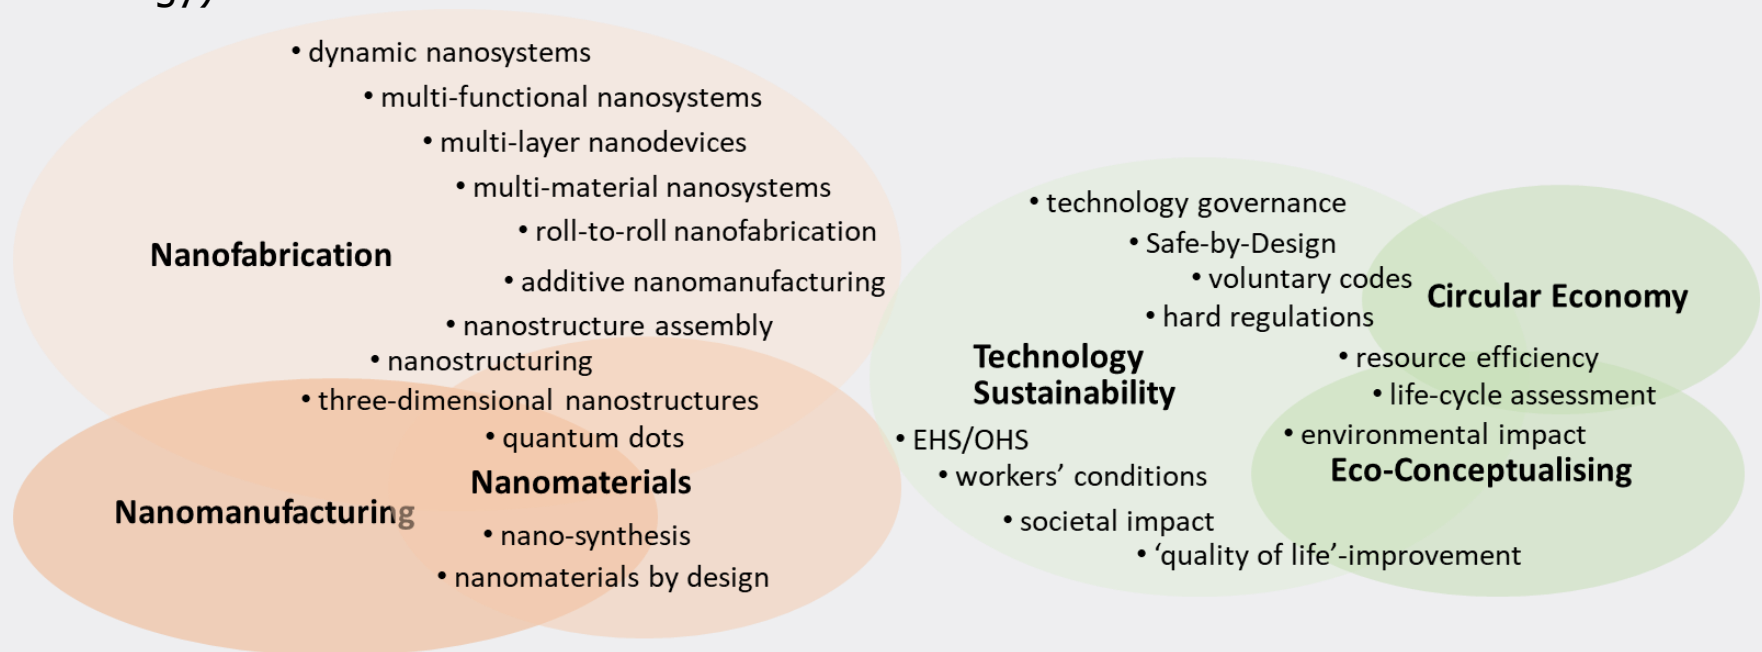 • dynamic nanosystems
• multi-functional nanosystems
• multi-layer nanodevices
• multi-material nanosystems
• roll-to-roll nanofabrication
Nanofabrication
• additive nanomanufacturing
• nanostructure assembly
• nanostructuring
• three-dimensional nanostructures
• quantum dots
Nanomaterials
Nanomanufacturing
• nano-synthesis
• nanomaterials by design
• technology governance
• Safe-by-Design
• voluntary codes
Circular Economy
• hard regulations
Technology
Sustainability
• resource efficiency
• life-cycle assessment
• environmental impact
Eco-Conceptualising
• EHS/OHS
• workers’ conditions
• societal impact
• ‘quality of life’-improvement